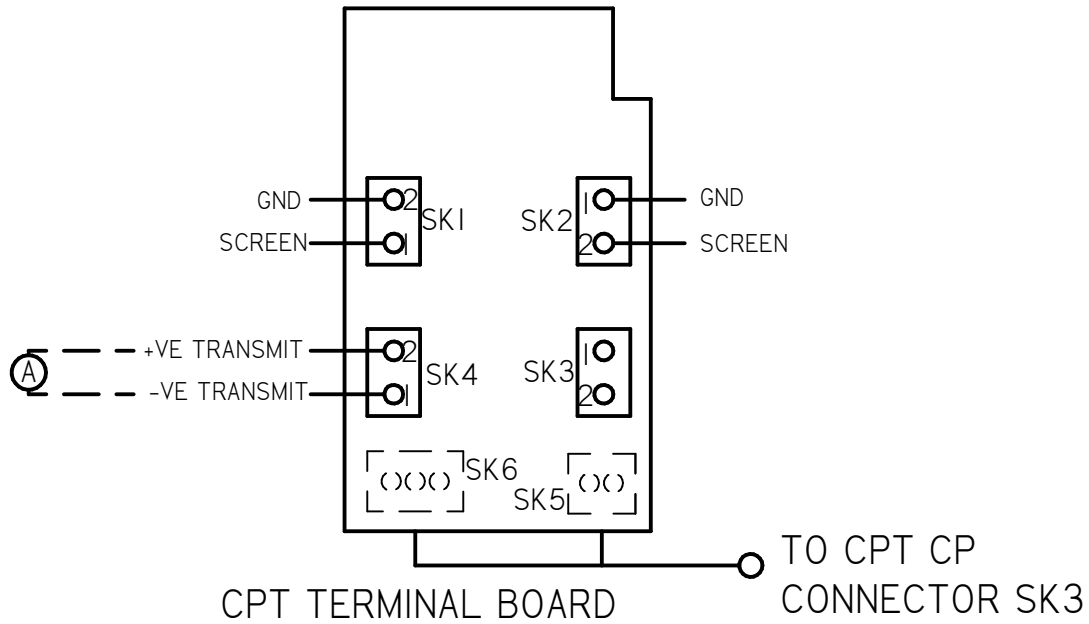 2
GND
SK1
SCREEN
1
1
GND
SK2
2
SCREEN
A
+VE TRANSMIT
2
SK4
-VE TRANSMIT
1
1
SK3
2
SK6
SK5
TO CPT CP
CONNECTOR SK3
CPT TERMINAL BOARD